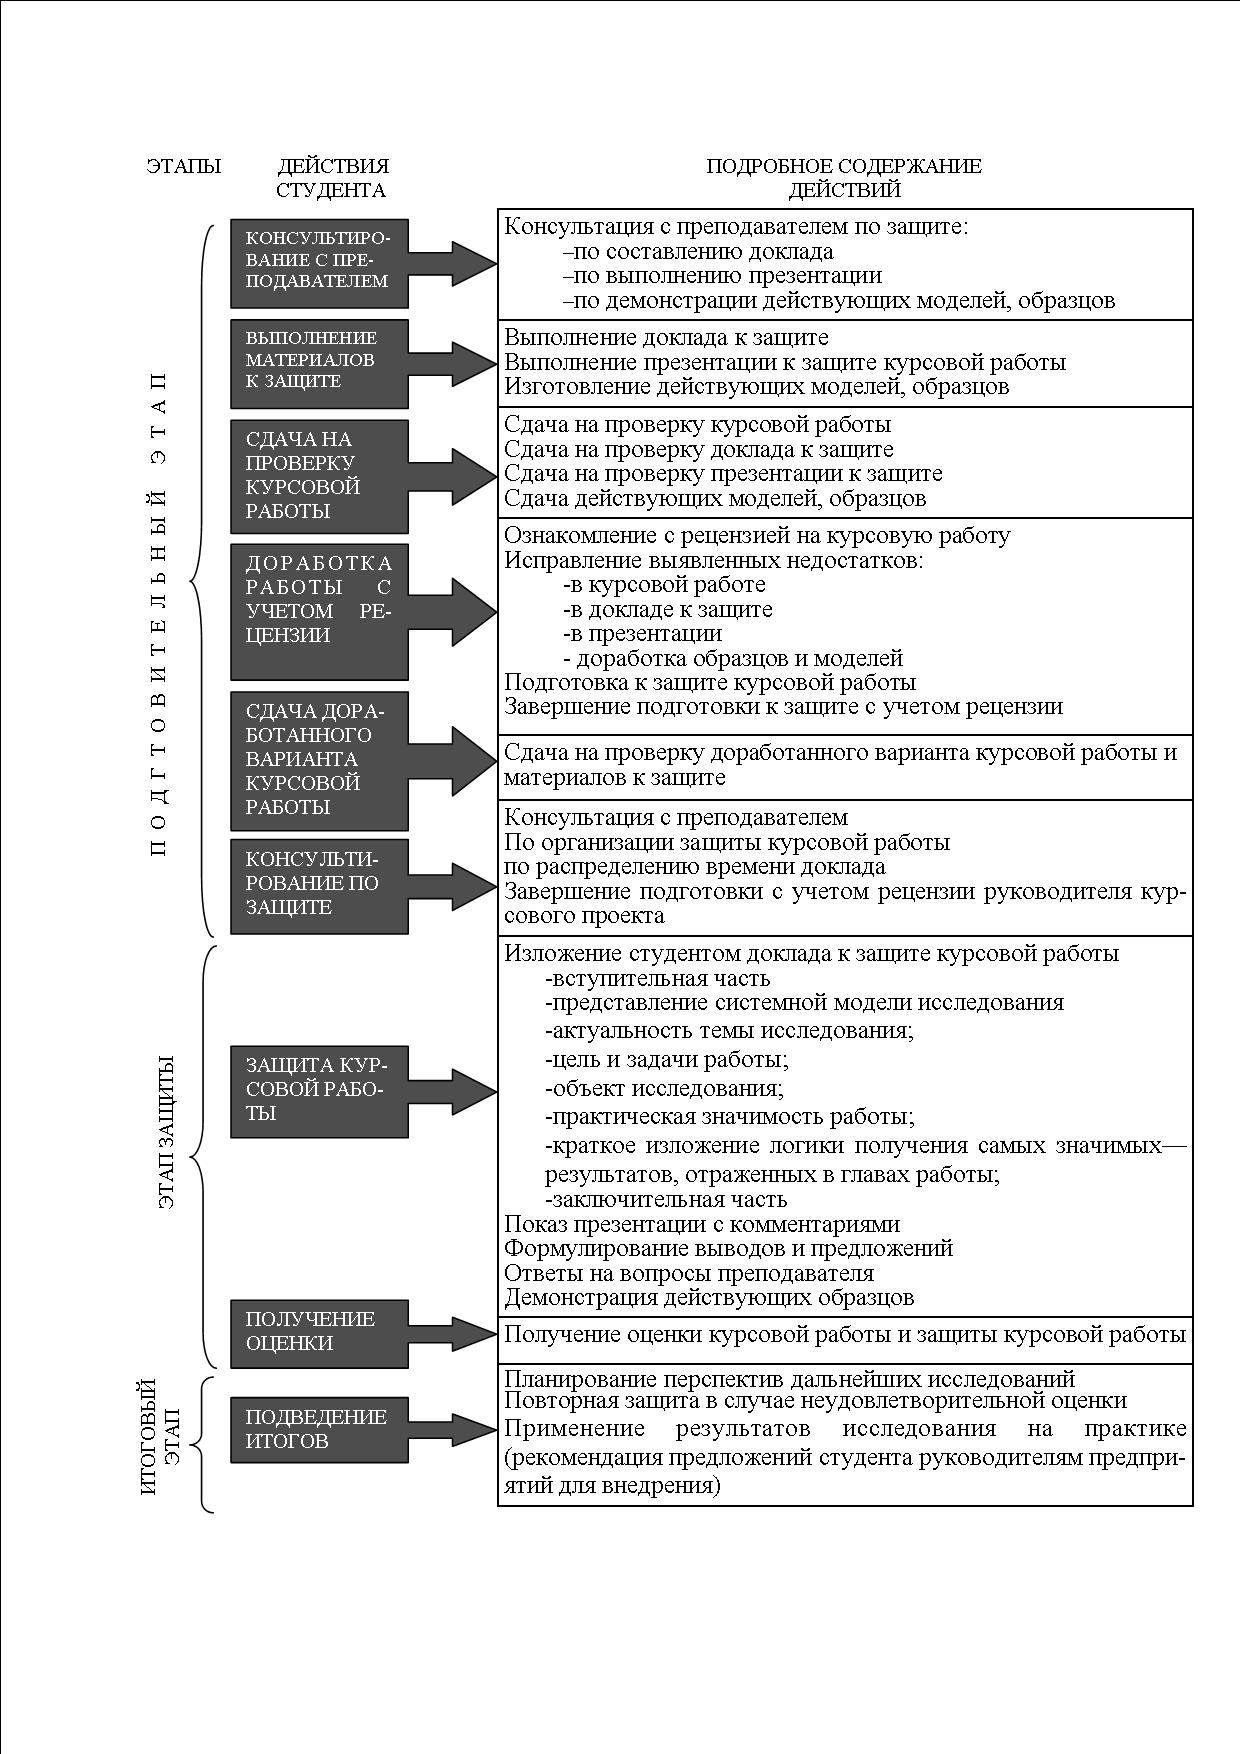 ЭТАПЫ
ДЕЙСТВИЯ
СТУДЕНТА
ПОДРОБНОЕ СОДЕРЖАНИЕ
ДЕЙСТВИЙ
ПОДГТОВИТЕЛЬНЫЙ ЭТАП
КОНСУЛЬТИРО-
ВАНИЕ С ПРЕ-
ПОДАВАТЕЛЕМ
Консультация с преподавателем по защите:
–по составлению доклада
–по выполнению презентации
–по демонстрации действующих моделей, образцов
ВЫПОЛНЕНИЕ
МАТЕРИАЛОВ
К ЗАЩИТЕ
Выполнение доклада к защите
Выполнение презентации к защите курсовой работы
Изготовление действующих моделей, образцов
СДАЧА НА
ПРОВЕРКУ
КУРСОВОЙ
РАБОТЫ
Сдача на проверку курсовой работы
Сдача на проверку доклада к защите
Сдача на проверку презентации к защите
Сдача действующих моделей, образцов
ДОРАБОТКА
РАБОТЫ С
УЧЕТОМ РЕ-
ЦЕНЗИИ
Ознакомление с рецензией на курсовую работу
Исправление выявленных недостатков:
-в курсовой работе
-в докладе к защите
-в презентации
- доработка образцов и моделей
Подготовка к защите курсовой работы
Завершение подготовки к защите с учетом рецензии
СДАЧА ДОРА-
БОТАННОГО
ВАРИАНТА
КУРСОВОЙ
РАБОТЫ
Сдача на проверку доработанного варианта курсовой работы и
материалов к защите
КОНСУЛЬТИ-
РОВАНИЕ ПО
ЗАЩИТЕ
Консультация с преподавателем
По организации защиты курсовой работы
по распределению времени доклада
Завершение подготовки с учетом рецензии руководителя кур-
сового проекта
ЭТАП ЗАЩИТЫ
ЗАЩИТА КУР-
СОВОЙ РАБО-
ТЫ
Изложение студентом доклада к защите курсовой работы
-вступительная часть
-представление системной модели исследования
-актуальность темы исследования;
-цель и задачи работы;
-объект исследования;
-практическая значимость работы;
-краткое изложение логики получения самых значимых—
результатов, отраженных в главах работы;
-заключительная часть
Показ презентации с комментариями
Формулирование выводов и предложений
Ответы на вопросы преподавателя
Демонстрация действующих образцов
ПОЛУЧЕНИЕ
ОЦЕНКИ
Получение оценки курсовой работы и защиты курсовой работы
ИТОГОВЫЙ
ЭТАП
ПОДВЕДЕНИЕ
ИТОГОВ
Планирование перспектив дальнейших исследований
Повторная защита в случае неудовлетворительной оценки
Применение результатов исследования на практике
(рекомендация предложений студента руководителям предпри-
ятий для внедрения)